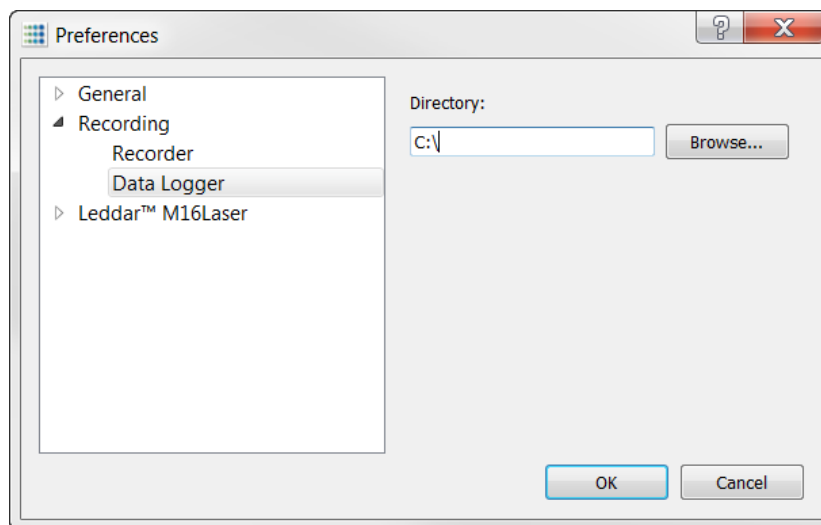 Preferences
General
Recording
Recorder
Data Logger
Leddar™ M16Laser
Directory:
C:\
Browse...
OK
Cancel